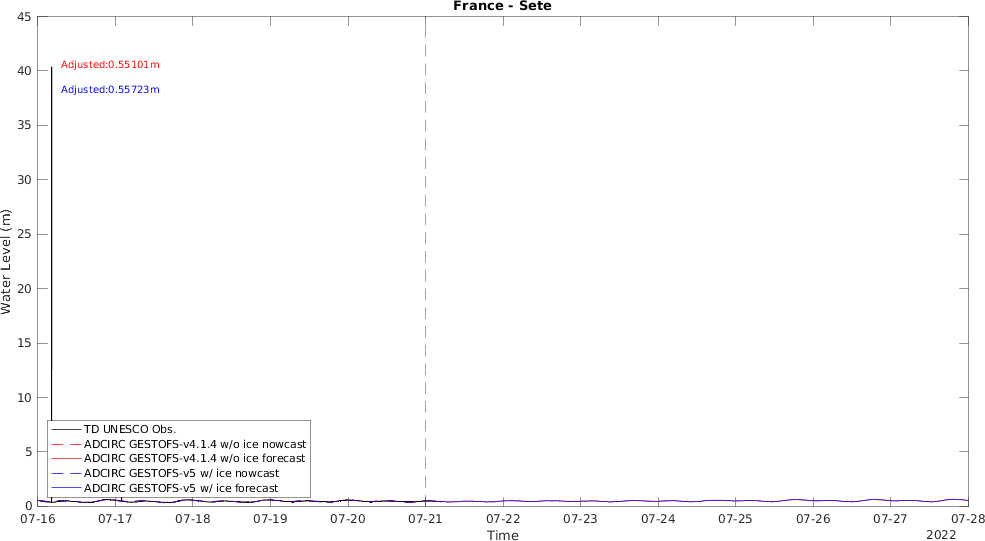 France - Sete
45
40
35
30
25
20
15
10
5
0
Water Level (m)
Adjusted:0.55101m
Adjusted:0.55723m
TD UNESCO Obs.
ADCIRC GESTOFS-v4.1.4 w/o ice nowcast
ADCIRC GESTOFS-v4.1.4 w/o ice forecast
ADCIRC GESTOFS-v5 w/ ice nowcast
ADCIRC GESTOFS-v5 w/ ice forecast
07-16 07-17 07-18 07-19 07-20 07-21 07-22 07-23 07-24 07-25 07-26 07-27 07-28
Time
2022